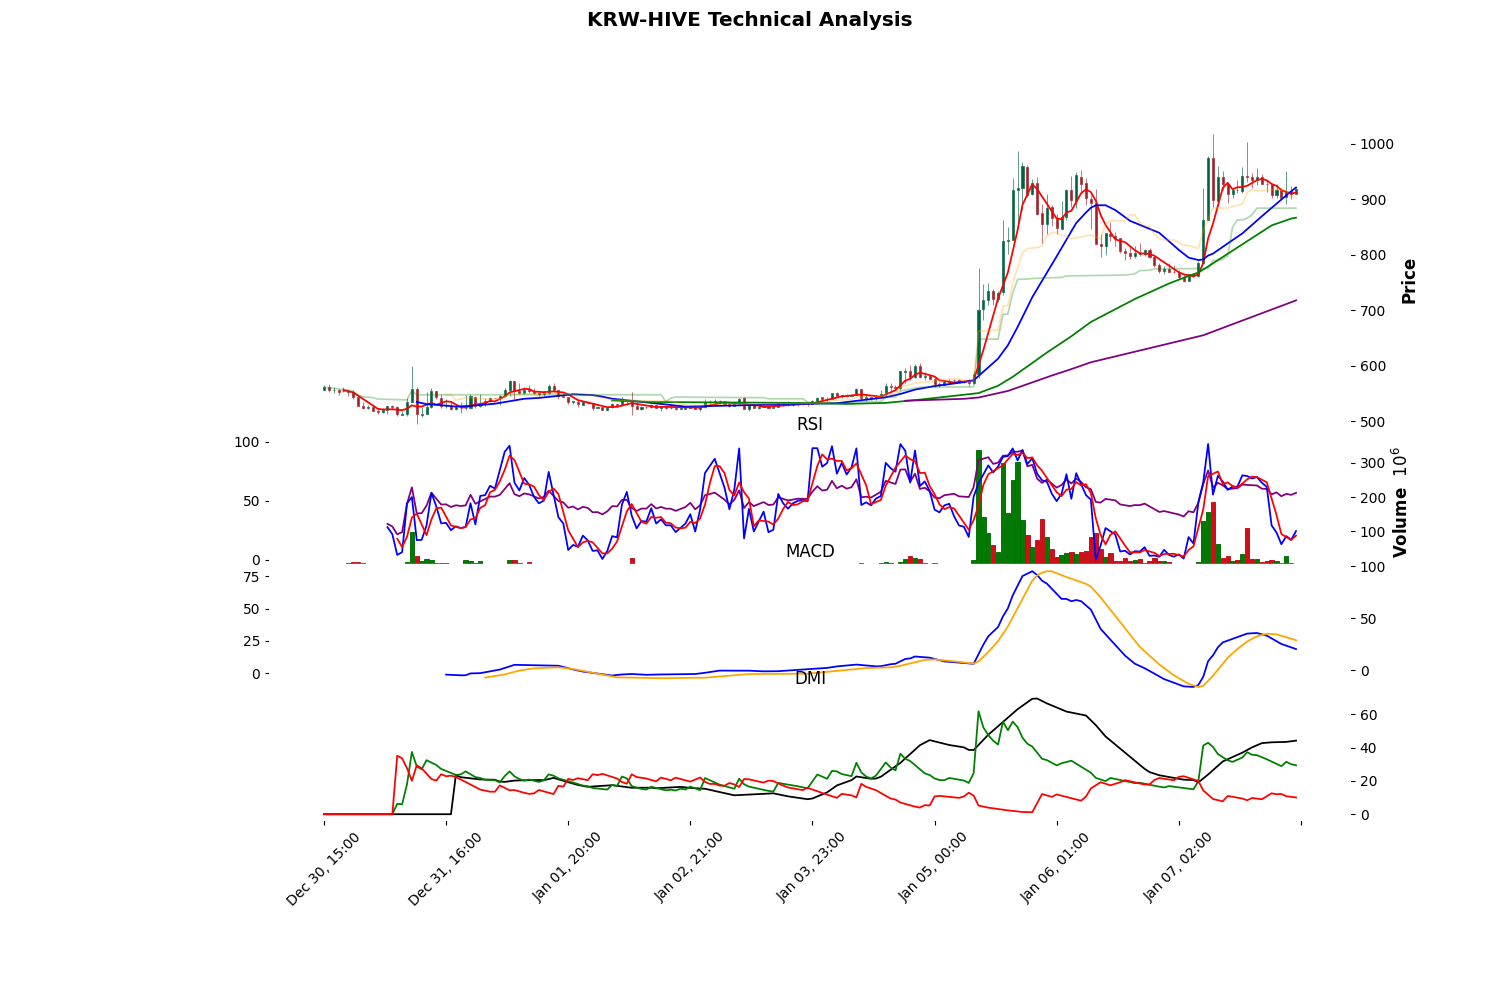 KRW-HIVE Technical Analysis
1000
900
800
700
600
500
Price
RSI
100
50
0
300
200
100
Volume 10^6
MACD
75
50
25
0
100
50
0
DMI
60
40
20
0
Dec 30, 15:00
Dec 31, 16:00
Jan 01, 20:00
Jan 02, 21:00
Jan 03, 23:00
Jan 05, 00:00
Jan 06, 01:00
Jan 07, 02:00